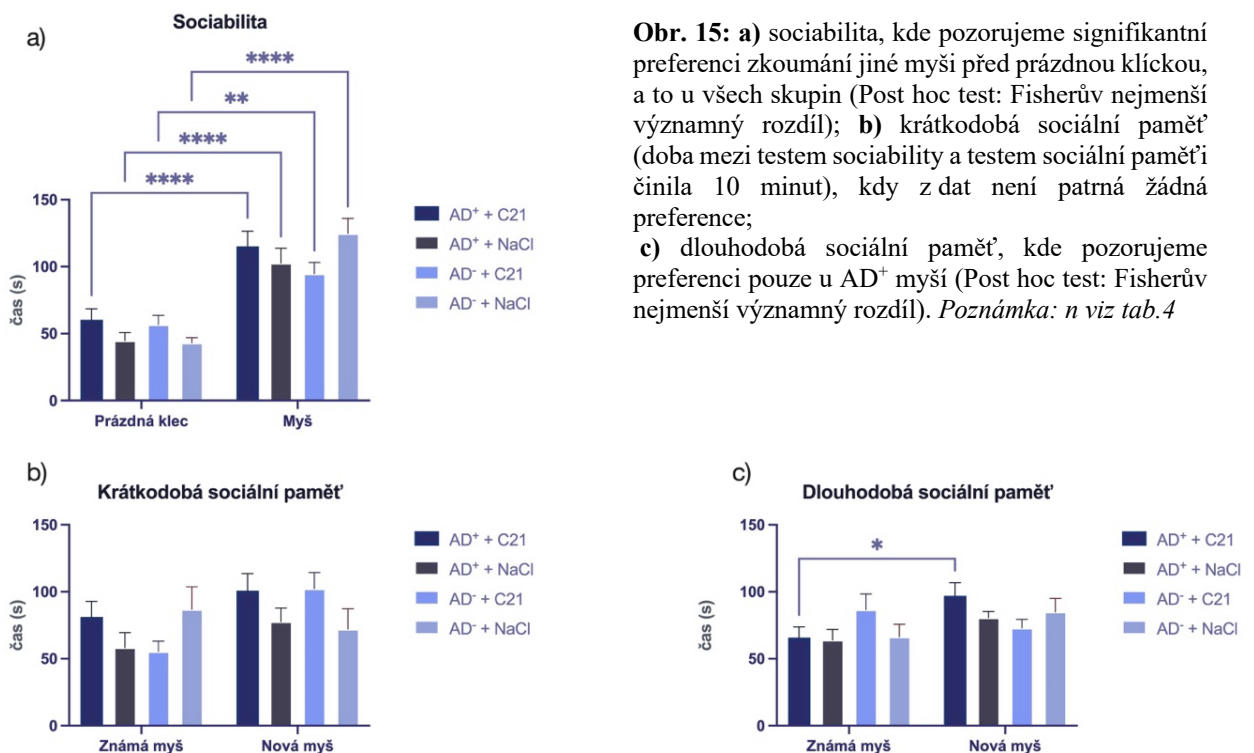 a)
Sociabilita
****
**
****
****
150
100
50
0
čas (s)
Prázdná klec
Myš
AD⁺ + C21
AD⁺ + NaCl
AD⁻ + C21
AD⁻ + NaCl
Obr. 15: a) sociabilita, kde pozorujeme signifikantní
preferenci zkoumání jiné myši před prázdnou klíckou,
a to u všech skupin (Post hoc test: Fisherův nejmenší
významný rozdíl); b) krátkodobá sociální paměť
(doba mezi testem sociability a testem sociální paměťi
činila 10 minut), kdy z dat není patrná žádná
preference;
c) dlouhodobá sociální paměť, kde pozorujeme
preferenci pouze u AD⁺ myší (Post hoc test: Fisherův
nejmenší významný rozdíl). Poznámka: n viz tab.4
b)
Krátkodobá sociální paměť
150
100
50
0
čas (s)
Známá myš
Nová myš
AD⁺ + C21
AD⁺ + NaCl
AD⁻ + C21
AD⁻ + NaCl
c)
Dlouhodobá sociální paměť
*
150
100
50
0
čas (s)
Známá myš
Nová myš
AD⁺ + C21
AD⁺ + NaCl
AD⁻ + C21
AD⁻ + NaCl